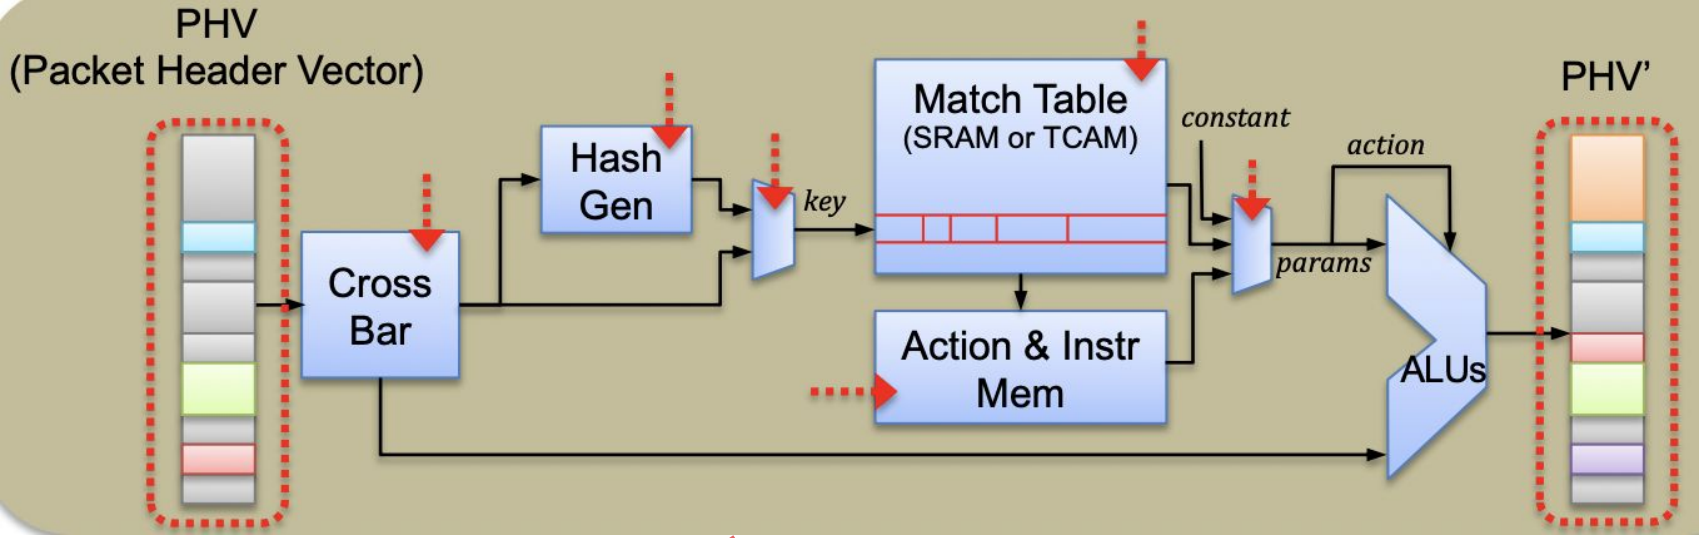 PHV
(Packet Header Vector)
Hash
Gen
Cross
Bar
key
Match Table
(SRAM or TCAM)
Action & Instr
Mem
constant
action
params
ALUs
PHV’